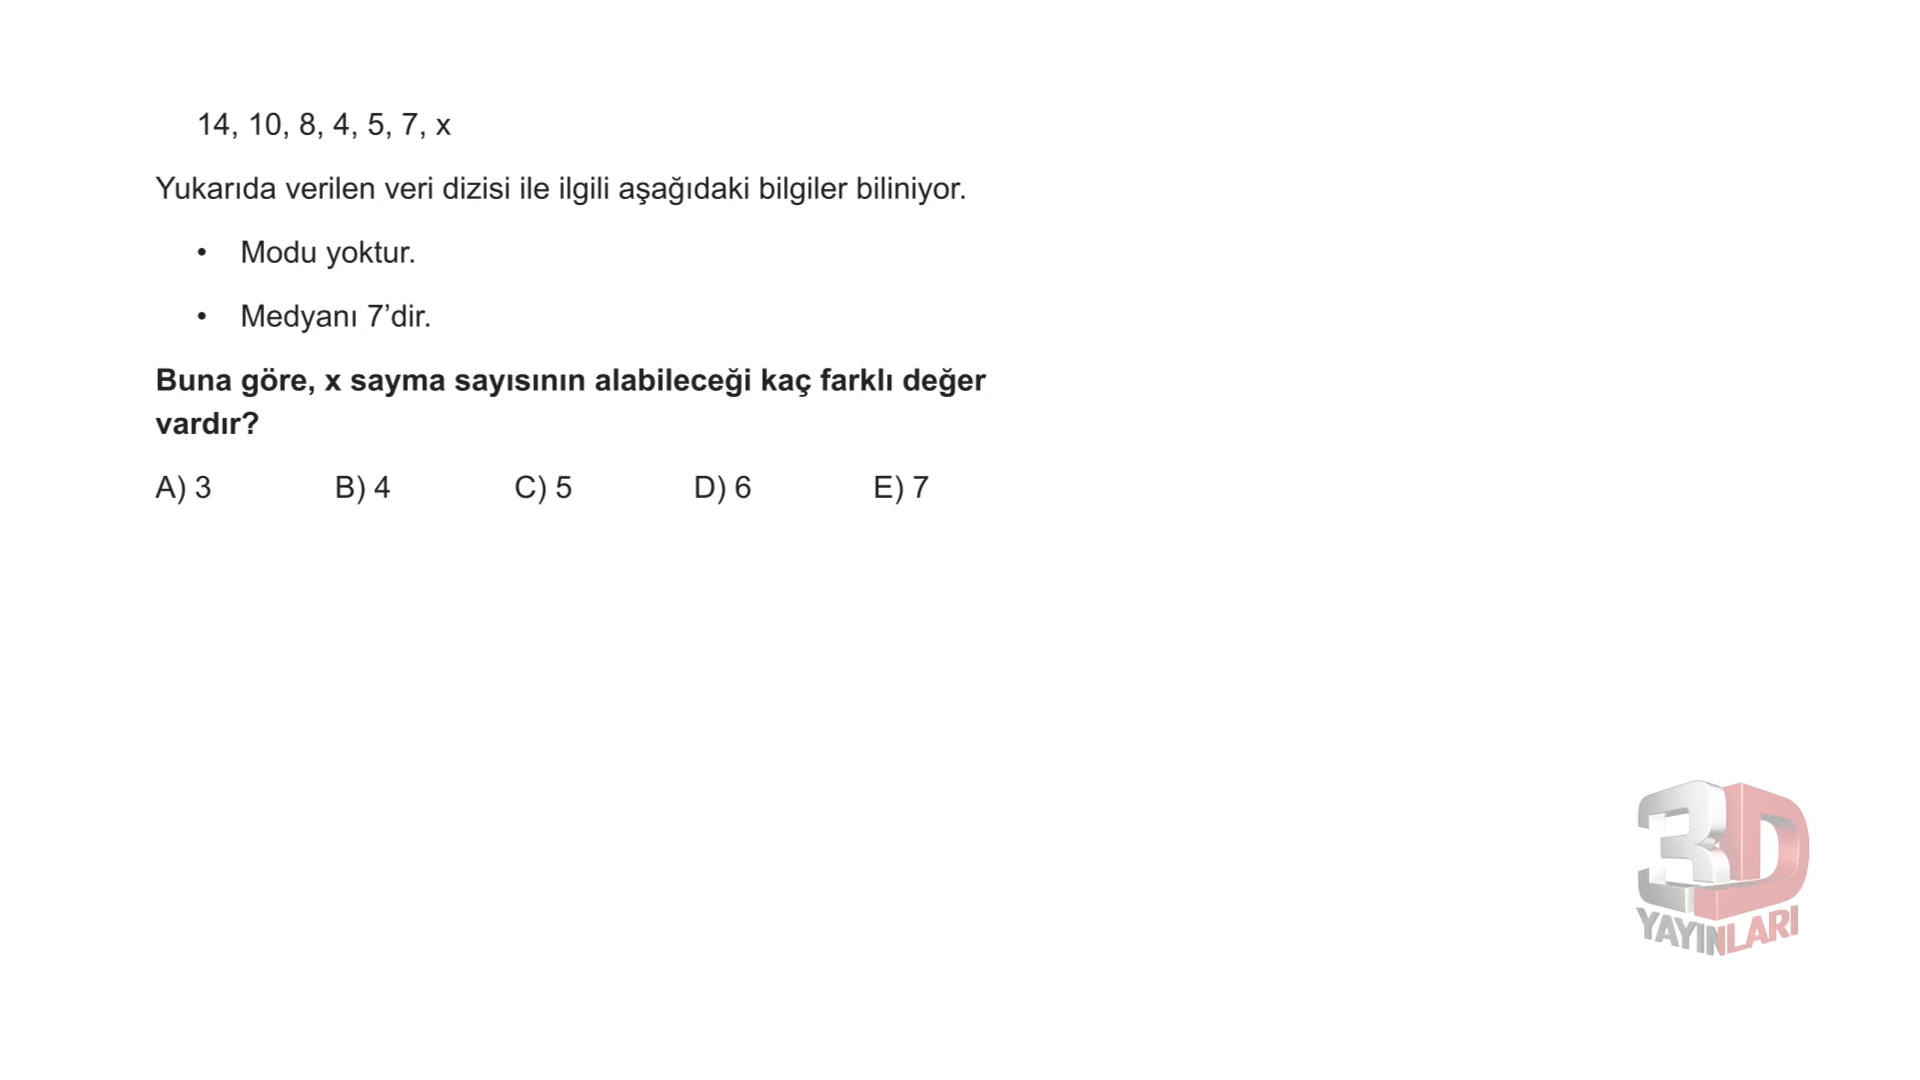 14, 10, 8, 4, 5, 7, x
Yukarıda verilen veri dizisi ile ilgili aşağıdaki bilgiler biliniyor.
• Modu yoktur.
• Medyanı 7’dir.
Buna göre, x sayma sayısının alabileceği kaç farklı değer
vardır?
A) 3 B) 4 C) 5 D) 6 E) 7
3D
YAYINLARI